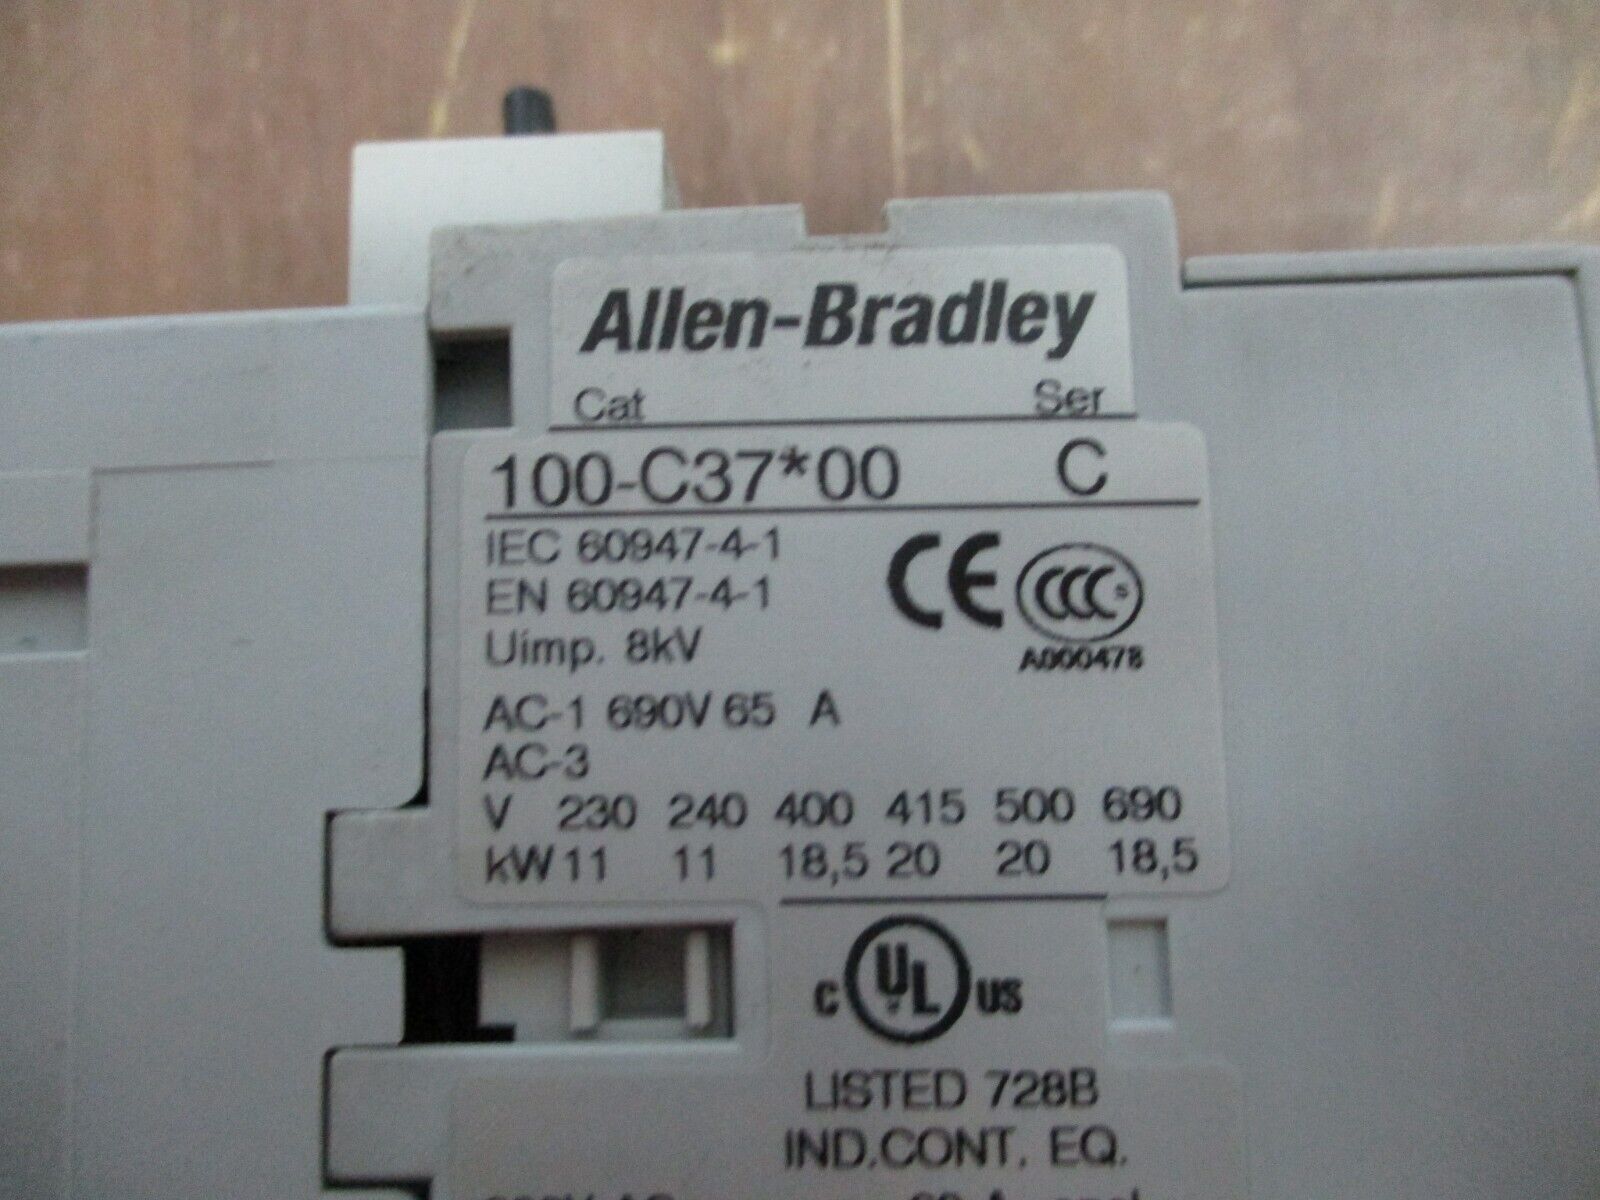 Allen-Bradley
Cat Ser
100-C37*00 C
IEC 60947-4-1
EN 60947-4-1
Uimp. 8kV
CE CCC S
A000478
AC-1 690V 65 A
AC-3
V 230 240 400 415 500 690
kW 11 11 18,5 20 20 18,5
C UL US
LISTED 728B
IND.CONT. EQ.